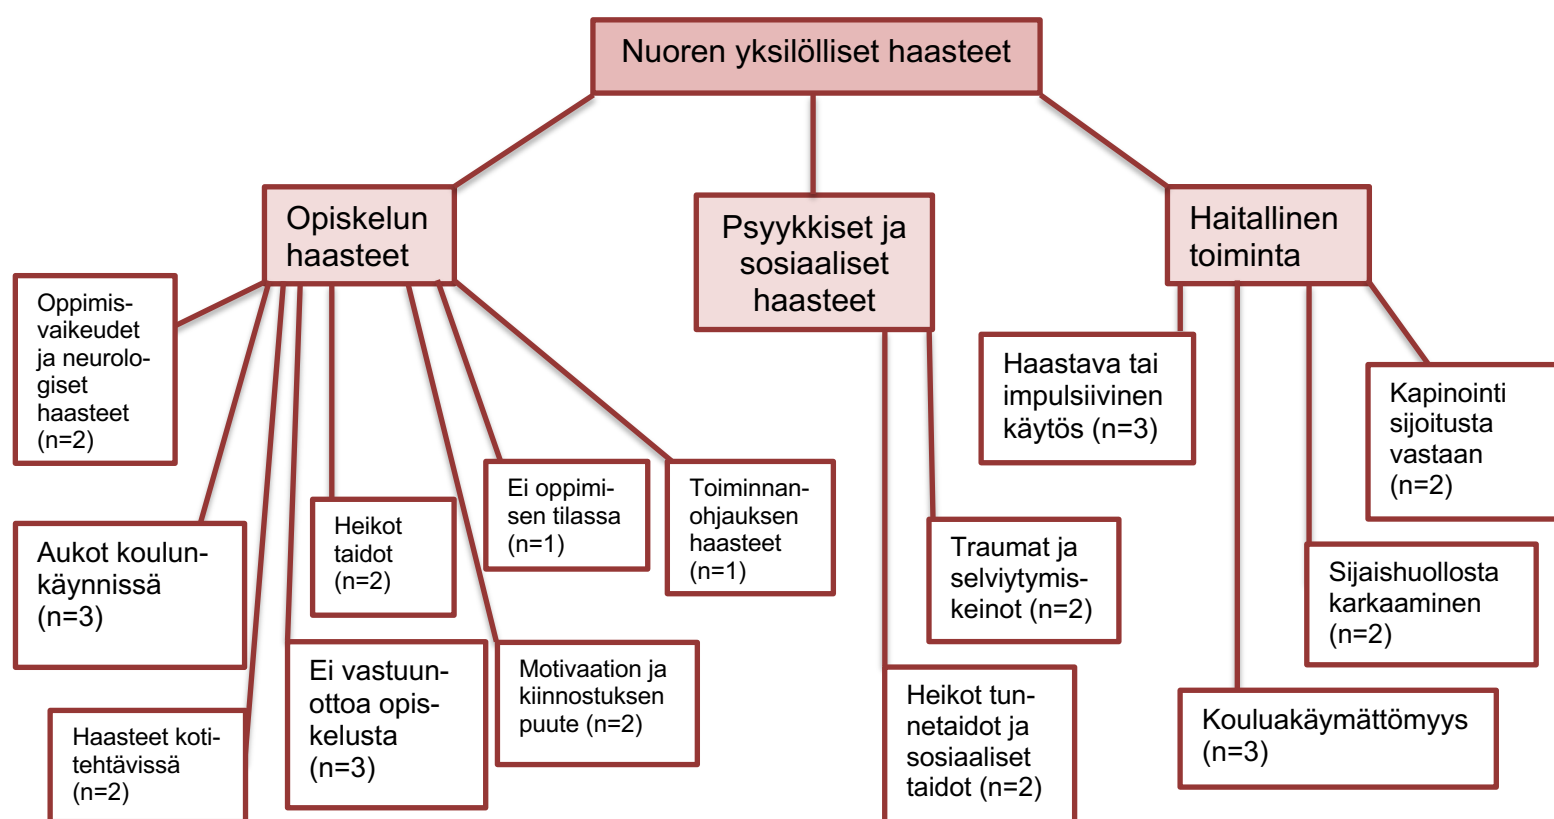 Nuoren yksilölliset haasteet
Opiskelun
haasteet
Psyykkiset ja
sosiaaliset
haasteet
Haitallinen
toiminta
Oppimis-
vaikeudet
ja neurolo-
giset
haasteet
(n=2)
Aukot koulun-
käynnissä
(n=3)
Haasteet koti-
tehtävissä
(n=2)
Ei vastuun-
ottoa opis-
kelusta
(n=3)
Heikot
taidot
(n=2)
Motivaation ja
kiinnostuksen
puute (n=2)
Ei oppimi-
sen tilassa
(n=1)
Toiminnan-
ohjauksen
haasteet
(n=1)
Heikot tun-
netaidot ja
sosiaaliset
taidot (n=2)
Traumat ja
selviytymis-
keinot (n=2)
Haastava tai
impulsiivinen
käytös (n=3)
Kouluakäymättömyys
(n=3)
Sijaishuollosta
karkaaminen
(n=2)
Kapinointi
sijoitusta
vastaan
(n=2)